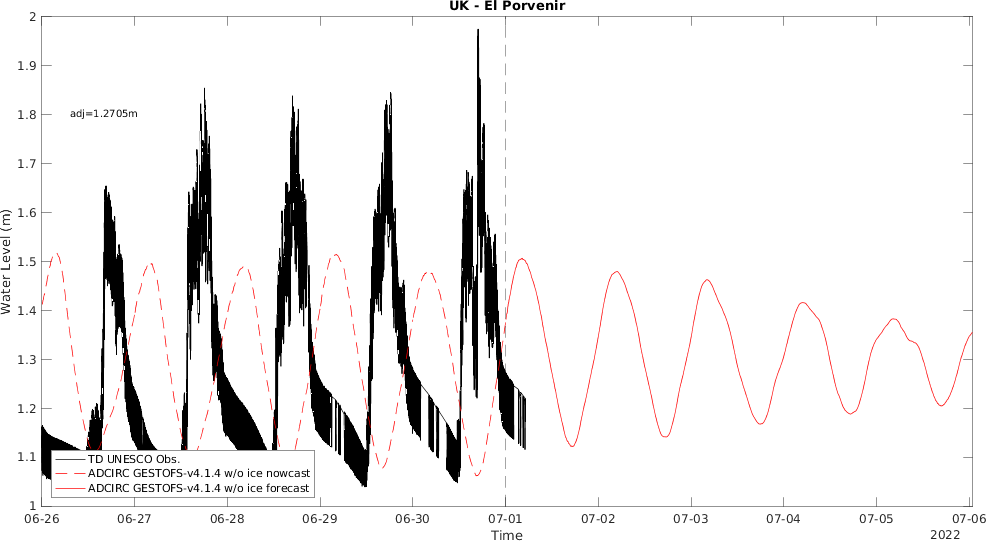 UK - El Porvenir
2
1.9
1.8
1.7
1.6
1.5
1.4
1.3
1.2
1.1
1
Water Level (m)
adj=1.2705m
TD UNESCO Obs.
ADCIRC GESTOFS-v4.1.4 w/o ice nowcast
ADCIRC GESTOFS-v4.1.4 w/o ice forecast
06-26 06-27 06-28 06-29 06-30 07-01 07-02 07-03 07-04 07-05 07-06
Time
2022